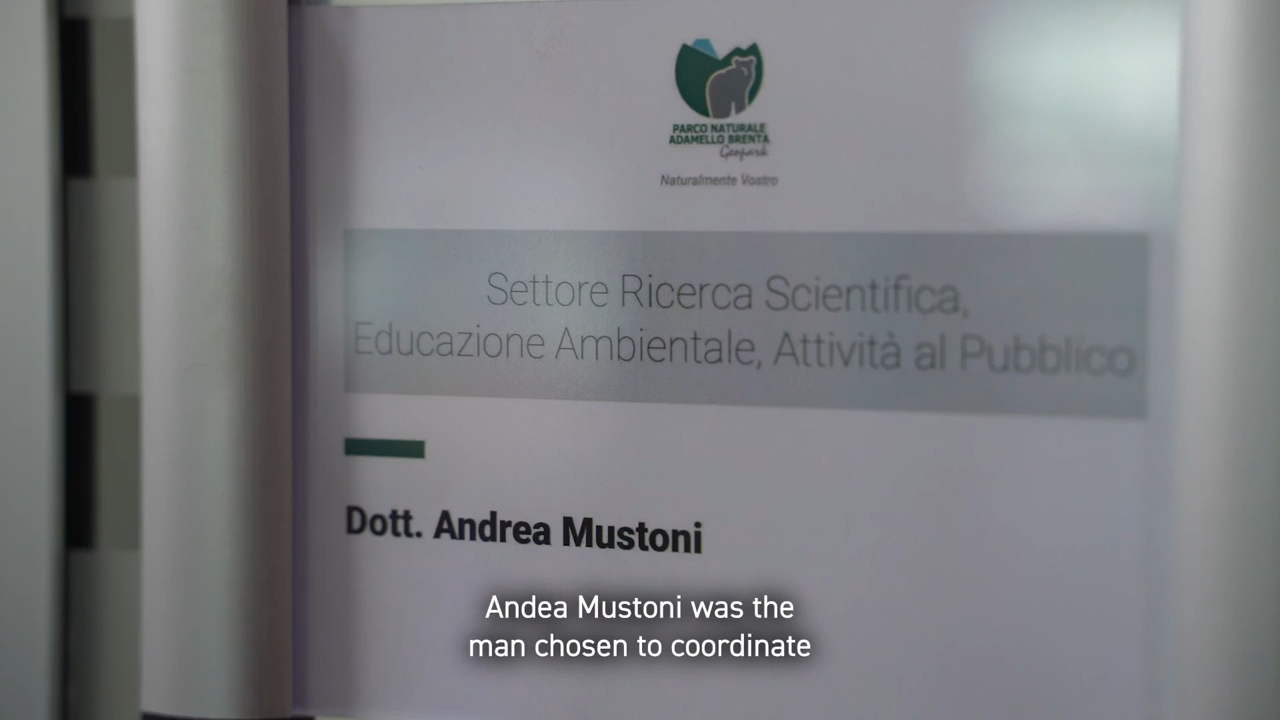 PARCO NATURALE
ADAMELLO BRENTA
Geopark
Naturalmente Vostro
Settore Ricerca Scientifica,
Educazione Ambientale, Attività al Pubblico
Dott. Andrea Mustoni
Andea Mustoni was the
man chosen to coordinate